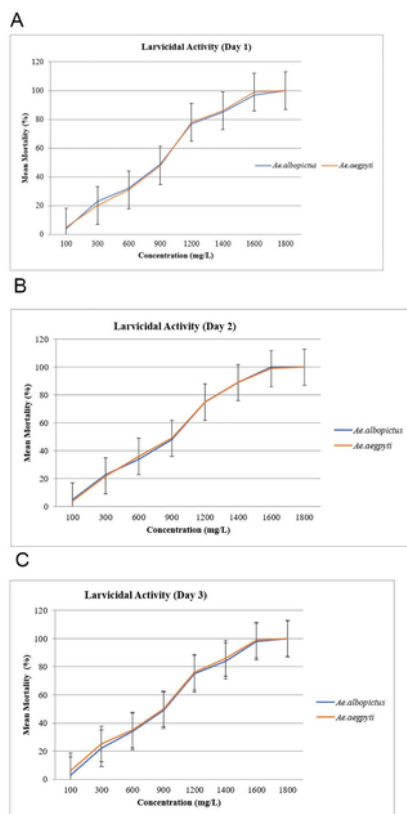 A
Larvicidal Activity (Day 1)
Mean Mortality (%)
120
100
80
60
40
20
0
100 300 600 900 1200 1400 1600 1800
Concentration (mg/L)
Ae.albopictus Ae.aegpyti
B
Larvicidal Activity (Day 2)
Mean Mortality (%)
120
100
80
60
40
20
0
100 300 600 900 1200 1400 1600 1800
Concentration (mg/L)
Ae.albopictus
Ae.aegpyti
C
Larvicidal Activity (Day 3)
Mean Mortality (%)
120
100
80
60
40
20
0
100 300 600 900 1200 1400 1600 1800
Concentration (mg/L)
Ae.albopictus
Ae.aegpyti